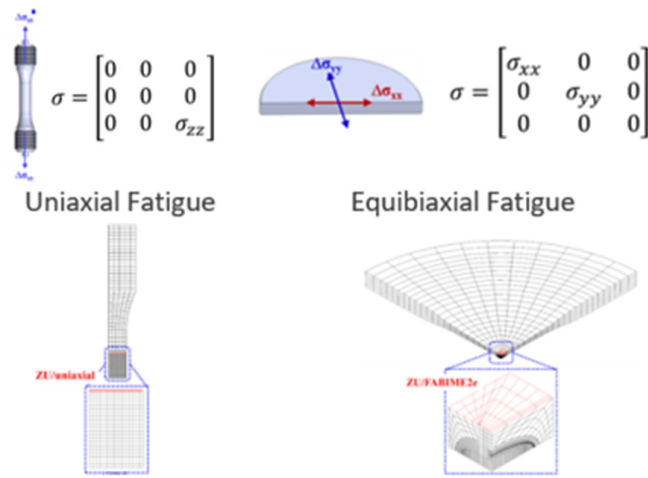 Δσzz
σ = [0 0 0
0 0 0
0 0 σzz]
Δσyy
Δσxx
σ = [σxx 0 0
0 σyy 0
0 0 0]
Uniaxial Fatigue
Equibiaxial Fatigue
ZU/uniaxial
ZU/FABIME2e